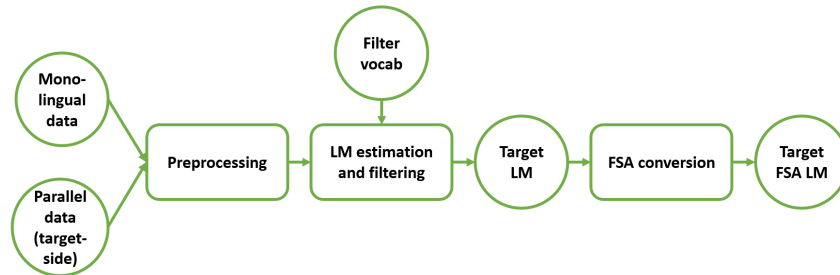 Filter
vocab
Mono-
lingual
data
Preprocessing
LM estimation
and filtering
Target
LM
FSA conversion
Target
FSA LM
Parallel
data
(target-
side)